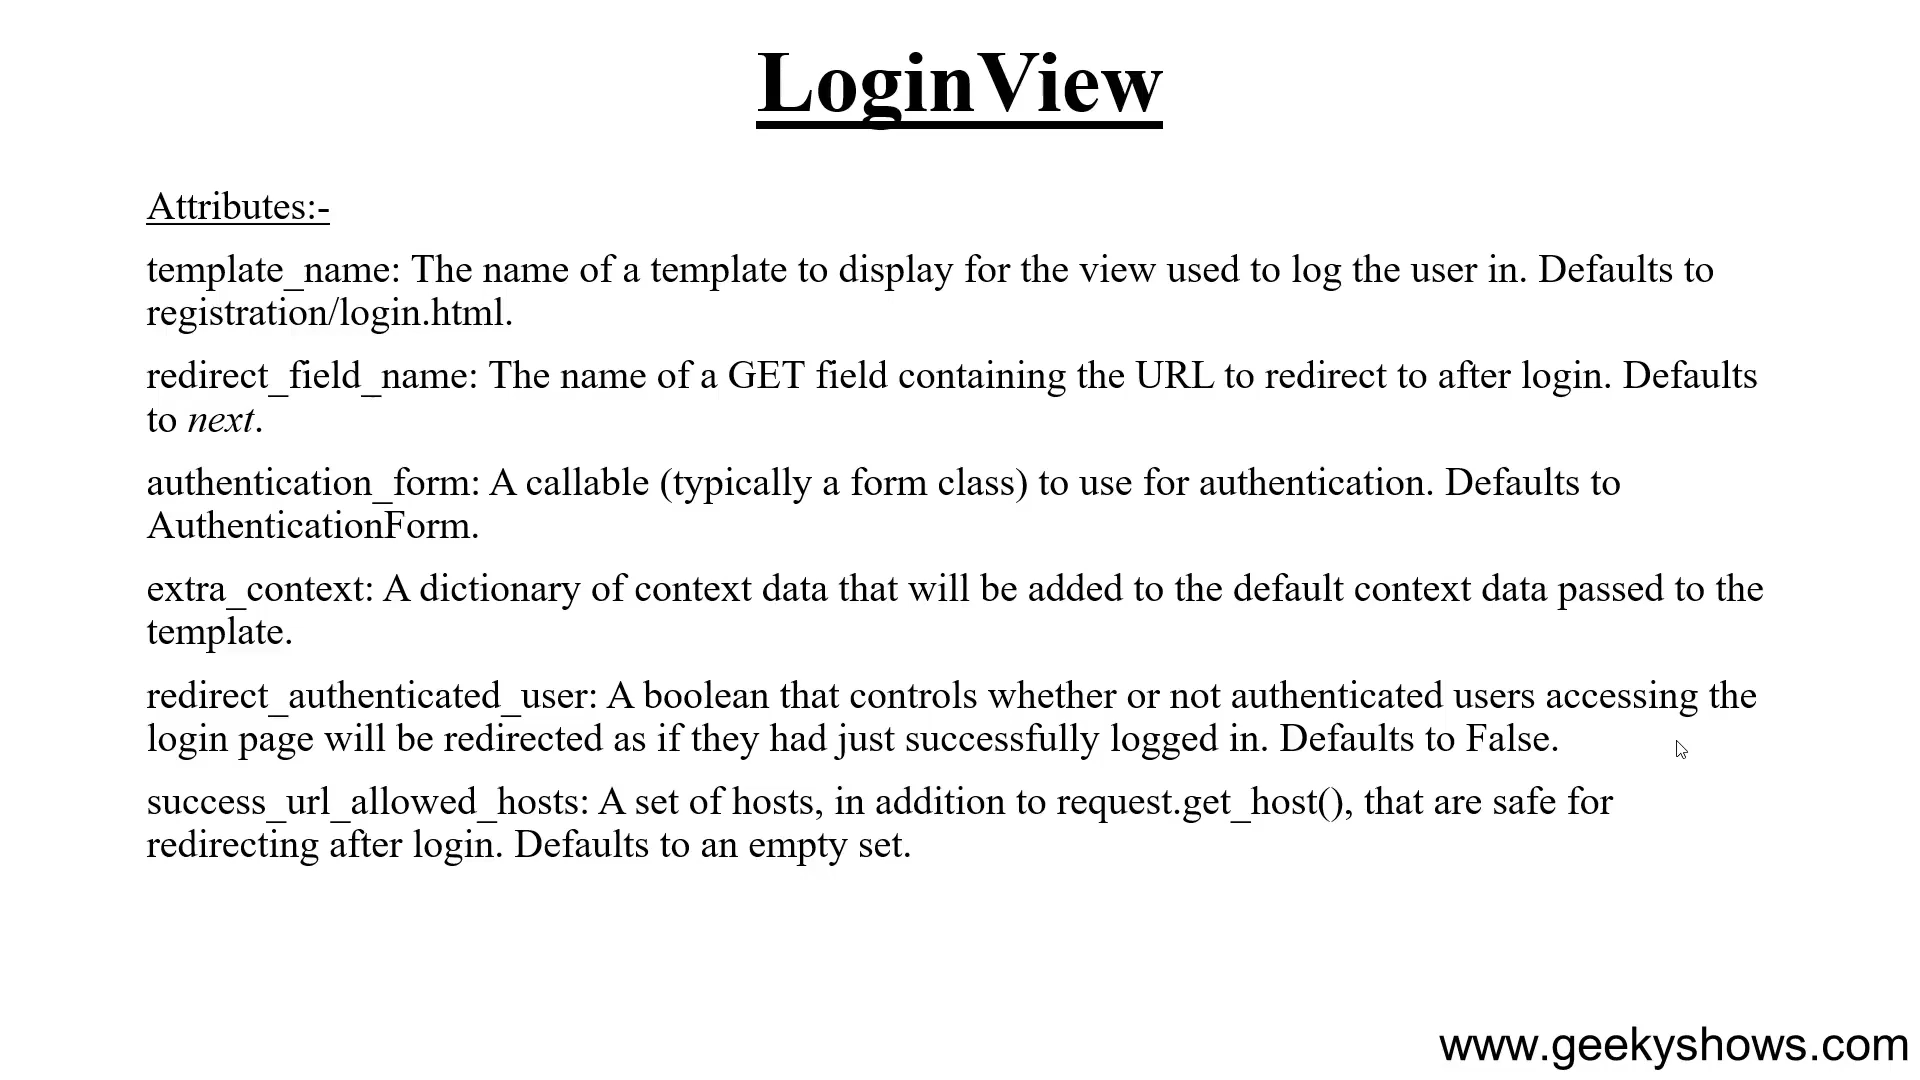 LoginView
Attributes:-
template_name: The name of a template to display for the view used to log the user in. Defaults to
registration/login.html.
redirect_field_name: The name of a GET field containing the URL to redirect to after login. Defaults
to next.
authentication_form: A callable (typically a form class) to use for authentication. Defaults to
AuthenticationForm.
extra_context: A dictionary of context data that will be added to the default context data passed to the
template.
redirect_authenticated_user: A boolean that controls whether or not authenticated users accessing the
login page will be redirected as if they had just successfully logged in. Defaults to False.
success_url_allowed_hosts: A set of hosts, in addition to request.get_host(), that are safe for
redirecting after login. Defaults to an empty set.
www.geekyshows.com